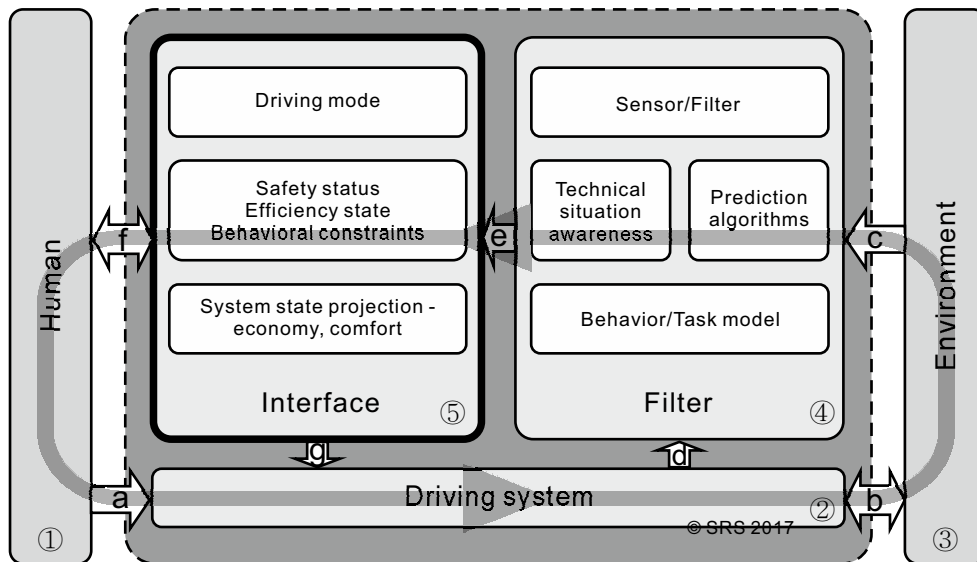 Human
①
a
f
Driving mode
Safety status
Efficiency state
Behavioral constraints
System state projection -
economy, comfort
Interface
⑤
g
e
Sensor/Filter
Technical
situation
awareness
Prediction
algorithms
Behavior/Task model
Filter
④
d
Driving system
②
© SRS 2017
c
b
Environment
③